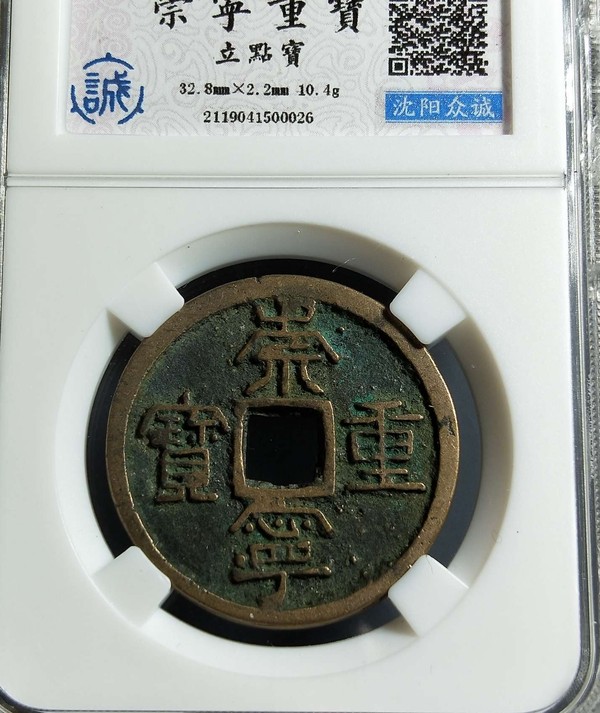 崇寧重寶
立點寶
32.8mm×2.2mm 10.4g
2119041500026
誠
沈阳众诚
崇
寶 重
寧